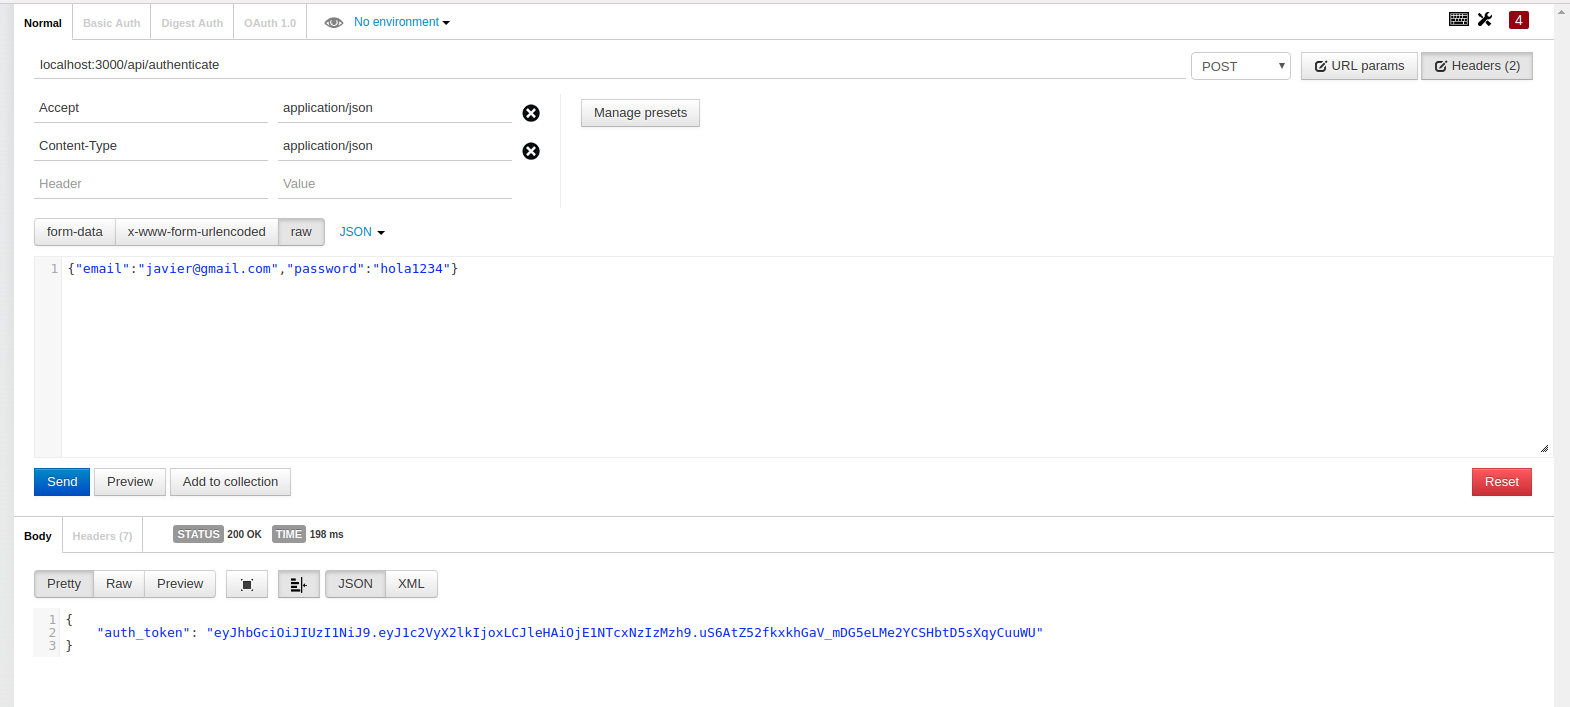 Normal Basic Auth Digest Auth OAuth 1.0 No environment 4
localhost:3000/api/authenticate POST URL params Headers (2)
Accept application/json Manage presets
Content-Type application/json
Header Value
form-data x-www-form-urlencoded raw JSON
1 {"email":"javier@gmail.com","password":"hola1234"}
Send Preview Add to collection Reset
Body Headers (7) STATUS 200 OK TIME 198 ms
Pretty Raw Preview JSON XML
1 {
2 "auth_token": "eyJhbGciOiJIUzI1NiJ9.eyJ1c2VyX2lkIjoxLCJleHAiOjE1NTcxNzIzMzh9.uS6AtZ52fkxkhGaV_mDG5eLMe2YCSHbtD5sXqyCuuWU"
3 }